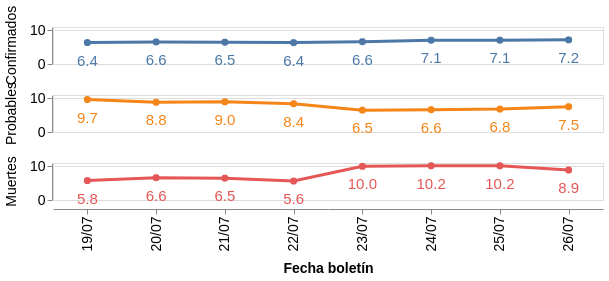 Confirmados
10
0
6.4 6.6 6.5 6.4 6.6 7.1 7.1 7.2
Probables
10
0
9.7 8.8 9.0 8.4 6.5 6.6 6.8 7.5
Muertes
10
0
5.8 6.6 6.5 5.6 10.0 10.2 10.2 8.9
19/07 20/07 21/07 22/07 23/07 24/07 25/07 26/07
Fecha boletín